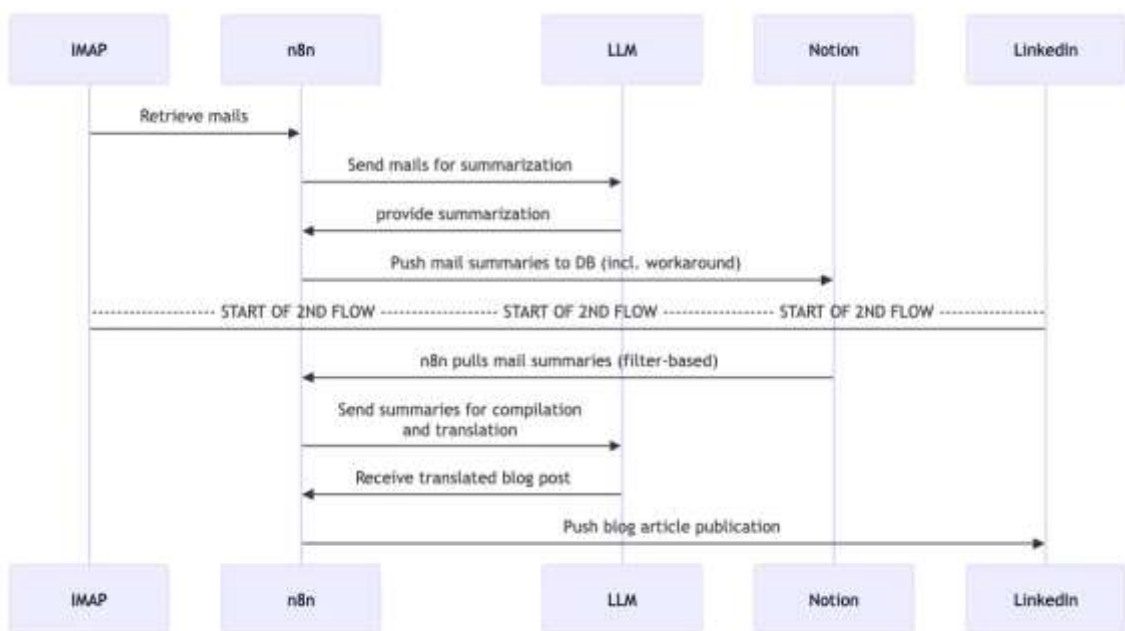 IMAP n8n LLM Notion LinkedIn
Retrieve mails
Send mails for summarization
provide summarization
Push mail summaries to DB (incl. workaround)
START OF 2ND FLOW START OF 2ND FLOW START OF 2ND FLOW
n8n pulls mail summaries (filter-based)
Send summaries for compilation
and translation
Receive translated blog post
Push blog article publication
IMAP n8n LLM Notion LinkedIn